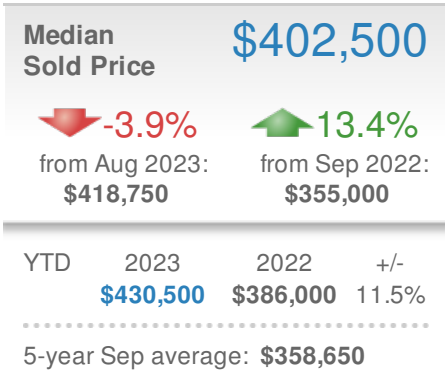 Median $402,500
Sold Price
-3.9% 13.4%
from Aug 2023: from Sep 2022:
$418,750 $355,000
YTD 2023 2022 +/-
$430,500 $386,000 11.5%
5-year Sep average: $358,650